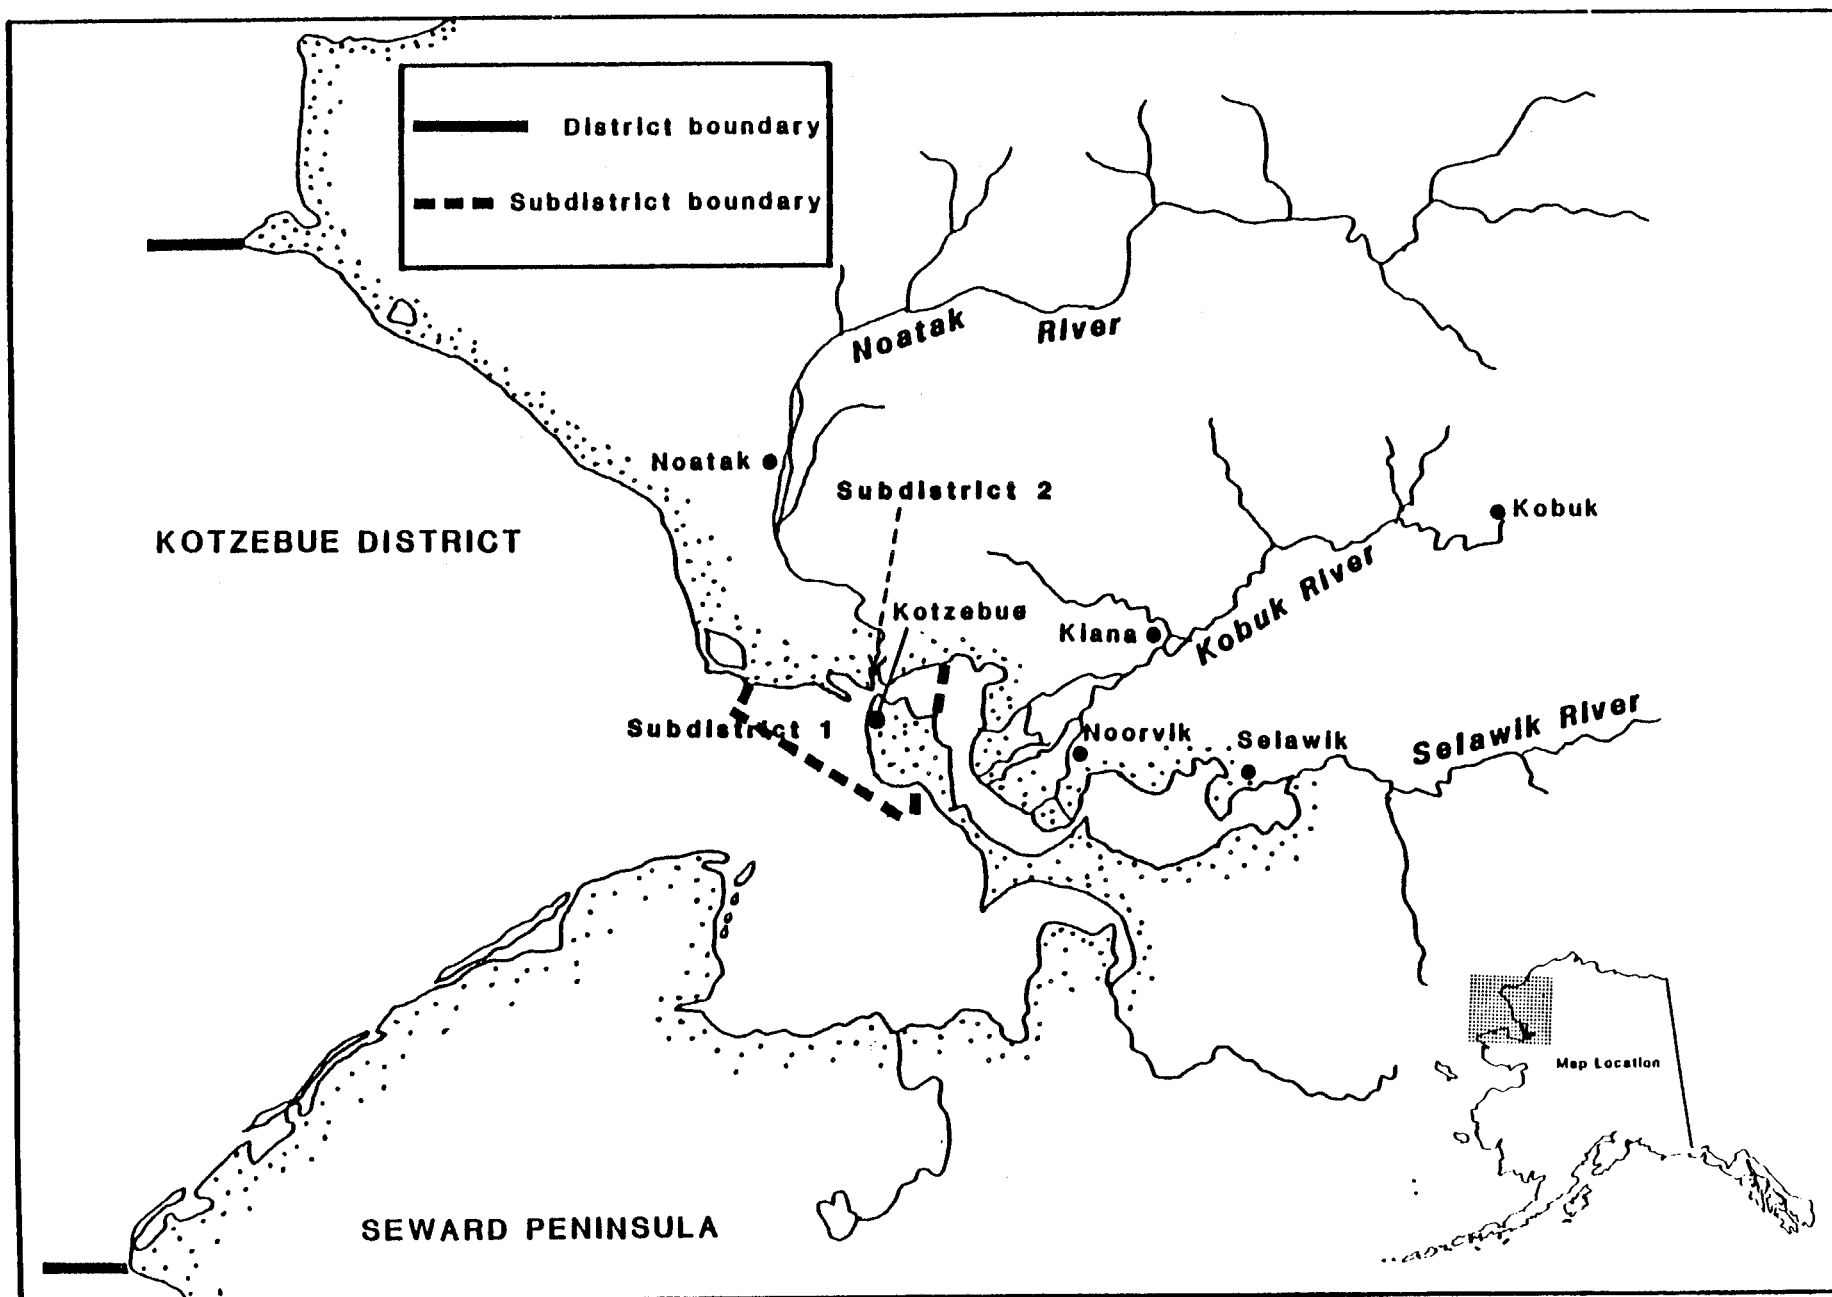 District boundary
Subdistrict boundary
Noatak River
Noatak
Subdistrict 2
Kobuk
KOTZEBUE DISTRICT
Kotzebue
Kiana
Kobuk River
Subdistrict 1
Noorvik
Selawik
Selawik River
Map Location
SEWARD PENINSULA